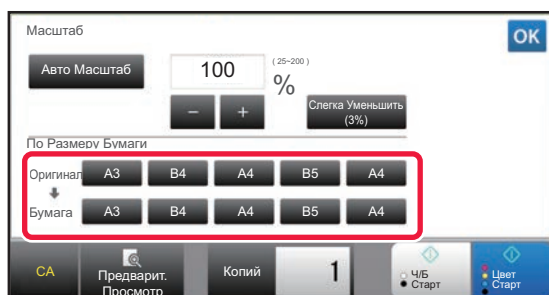 Масштаб
OK
Авто Масштаб
100
(25~200)
%
−
+
Слегка Уменьшить
(3%)
По Размеру Бумаги
Оригинал
A3
B4
A4
B5
A4
Бумага
A3
B4
A4
B5
A4
CA
Предварит.
Просмотр
Копий
1
Ч/Б
Старт
Цвет
Старт